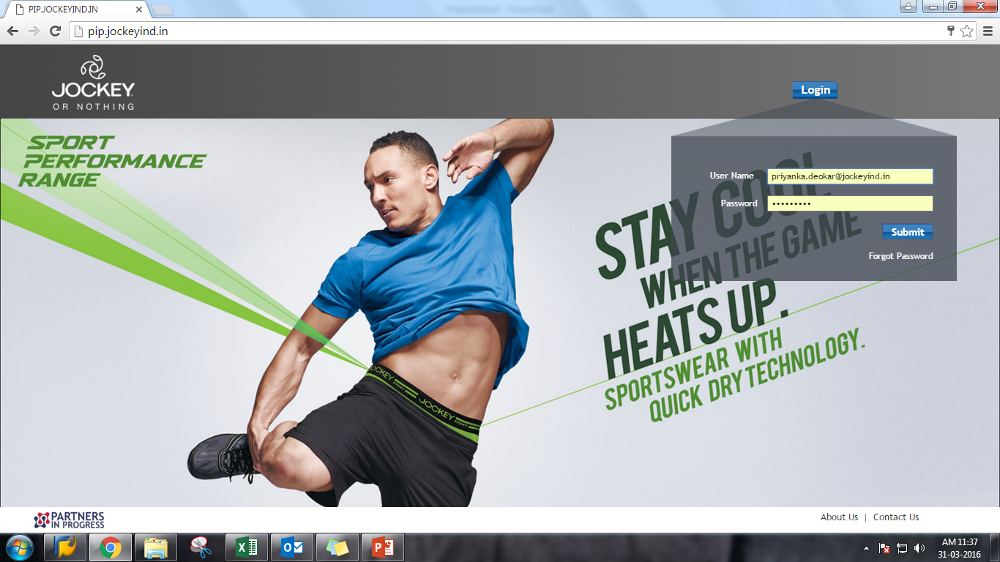 PIP.JOCKEYIND.IN
pip.jockeyind.in
JOCKEY
OR NOTHING
Login
SPORT
PERFORMANCE
RANGE
User Name priyanka.deokar@jockeyind.in
Password •••••••••
Submit
Forgot Password
STAY COOL
WHEN THE GAME
HEATS UP.
SPORTSWEAR WITH
QUICK DRY TECHNOLOGY.
JOCKEY SPORT JOCKEY SPORT
PARTNERS
IN PROGRESS
About Us | Contact Us
AM 11:37
31-03-2016